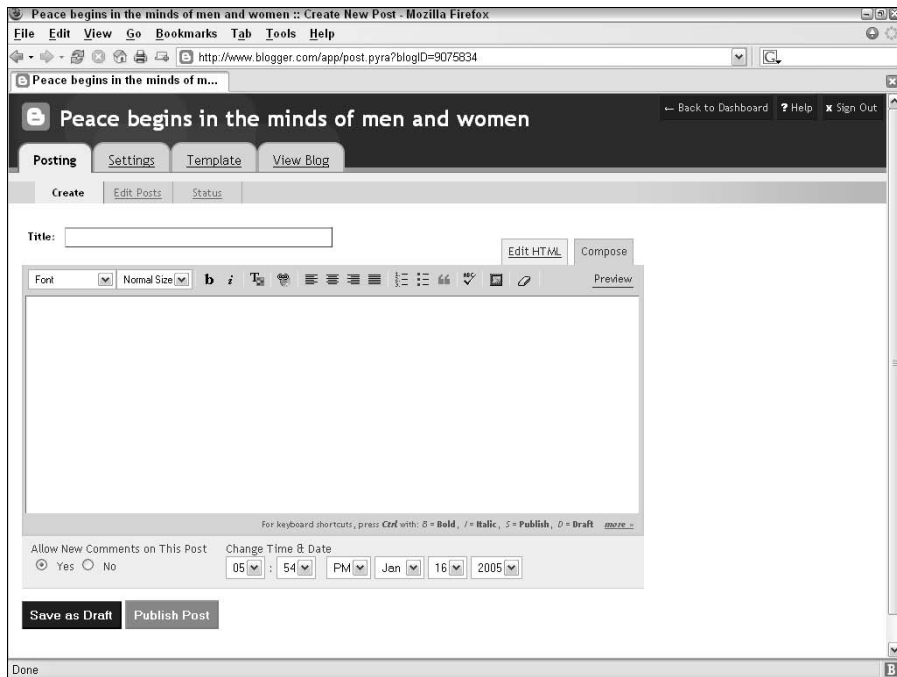 Peace begins in the minds of men and women :: Create New Post - Mozilla Firefox
File Edit View Go Bookmarks Tab Tools Help
http://www.blogger.com/app/post.pyra?blogID=9075834
G
Peace begins in the minds of m...
← Back to Dashboard ? Help x Sign Out
Peace begins in the minds of men and women
Posting Settings Template View Blog
Create Edit Posts Status
Title:
Edit HTML Compose
Font Normal Size b i T ABC Preview
For keyboard shortcuts, press Ctrl with: B = Bold, I = Italic, S = Publish, D = Draft more »
Allow New Comments on This Post Change Time & Date
Yes No 05 : 54 PM Jan 16 2005
Save as Draft Publish Post
Done B